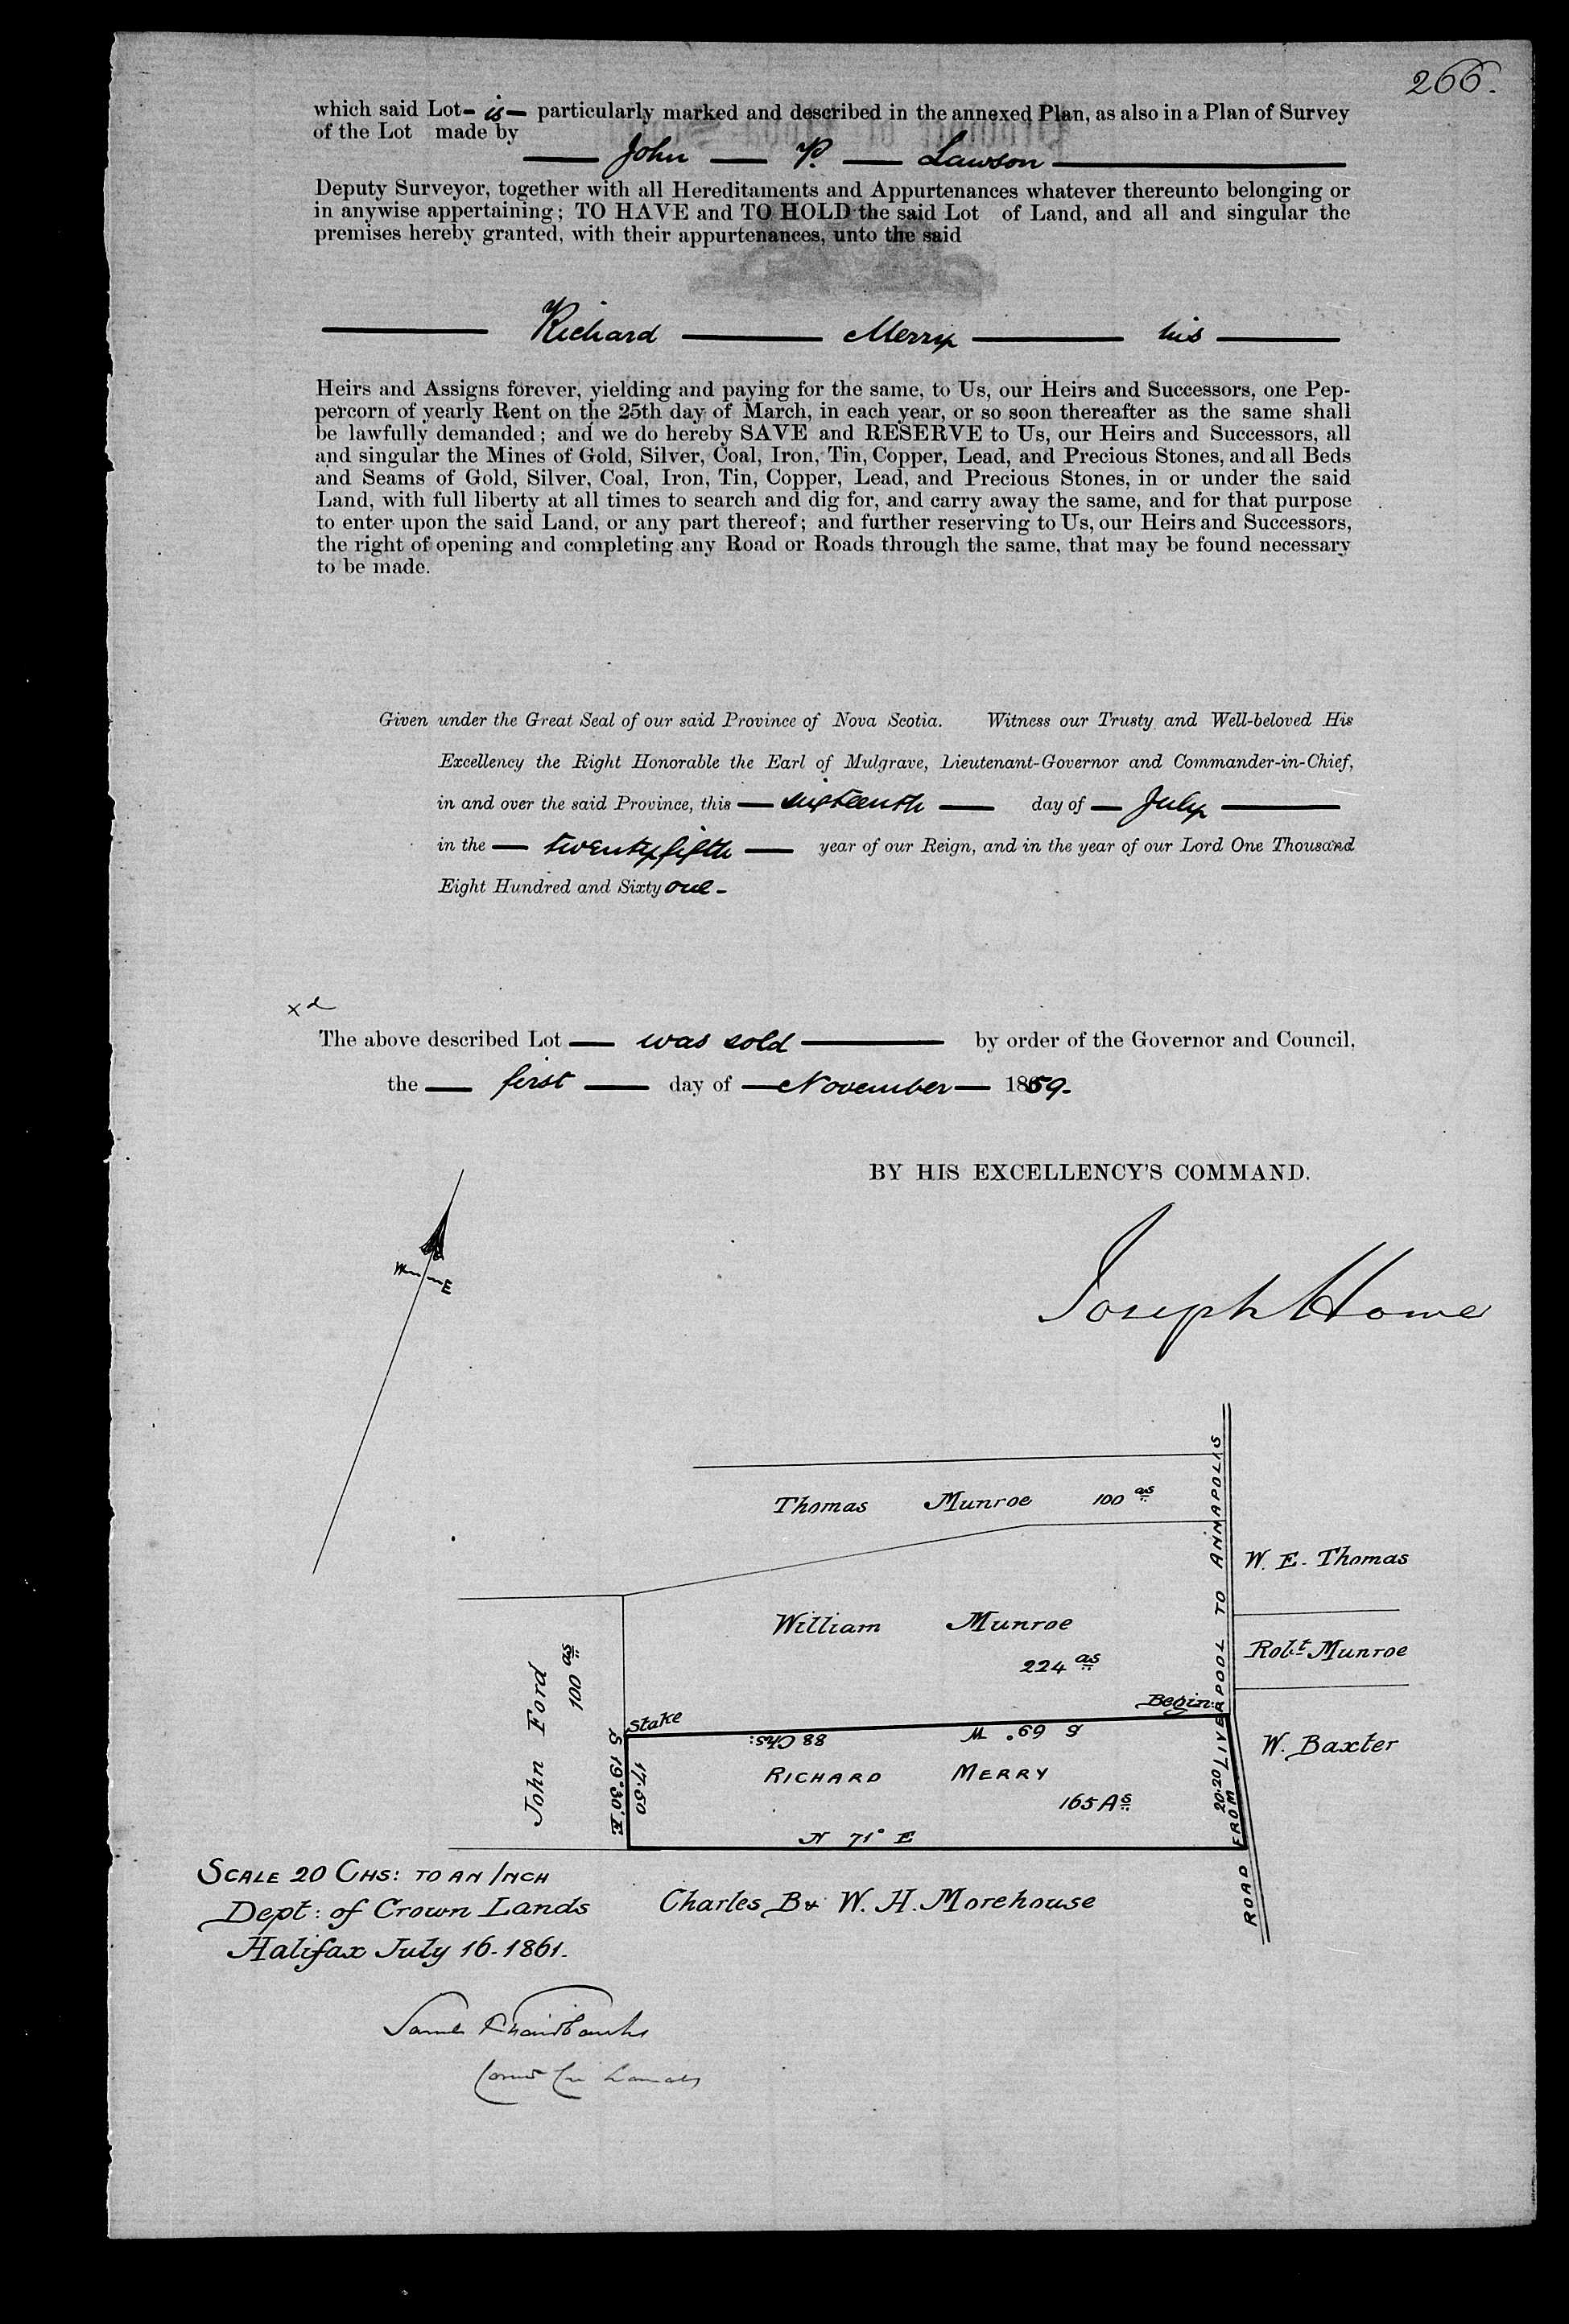 266.
which said Lot - is - particularly marked and described in the annexed Plan, as also in a Plan of Survey
of the Lot made by
John P. Lawson
Deputy Surveyor, together with all Hereditaments and Appurtenances whatever thereunto belonging or
in anywise appertaining; TO HAVE and TO HOLD the said Lot of Land, and all and singular the
premises hereby granted, with their appurtenances, unto the said
Richard Merry his
Heirs and Assigns forever, yielding and paying for the same, to Us, our Heirs and Successors, one Pep-
percorn of yearly Rent on the 25th day of March, in each year, or so soon thereafter as the same shall
be lawfully demanded; and we do hereby SAVE and RESERVE to Us, our Heirs and Successors, all
and singular the Mines of Gold, Silver, Coal, Iron, Tin, Copper, Lead, and Precious Stones, and all Beds
and Seams of Gold, Silver, Coal, Iron, Tin, Copper, Lead, and Precious Stones, in or under the said
Land, with full liberty at all times to search and dig for, and carry away the same, and for that purpose
to enter upon the said Land, or any part thereof; and further reserving to Us, our Heirs and Successors,
the right of opening and completing any Road or Roads through the same, that may be found necessary
to be made.
Given under the Great Seal of our said Province of Nova Scotia. Witness our Trusty and Well-beloved His
Excellency the Right Honorable the Earl of Mulgrave, Lieutenant-Governor and Commander-in-Chief,
in and over the said Province, this sixteenth day of July
in the twenty fifth year of our Reign, and in the year of our Lord One Thousand
Eight Hundred and Sixty one -
xd
The above described Lot was sold by order of the Governor and Council,
the first day of November 1859.
BY HIS EXCELLENCY'S COMMAND.
Joseph Howe
W E
Thomas Munroe 100 as
W. E. Thomas
William Munroe
224 as
Robt Munroe
John Ford
100 as
Begin:
Stake
S 69° W
88 Chs:
W. Baxter
RICHARD MERRY
165 As
S 19° 30' E
17.50
20.20
N 71° E
ROAD FROM LIVERPOOL TO ANNAPOLIS
SCALE 20 CHS: TO AN INCH
Dept: of Crown Lands
Halifax July 16-1861.
Charles B & W. H. Morehouse
Saml P Fairbanks
Lands